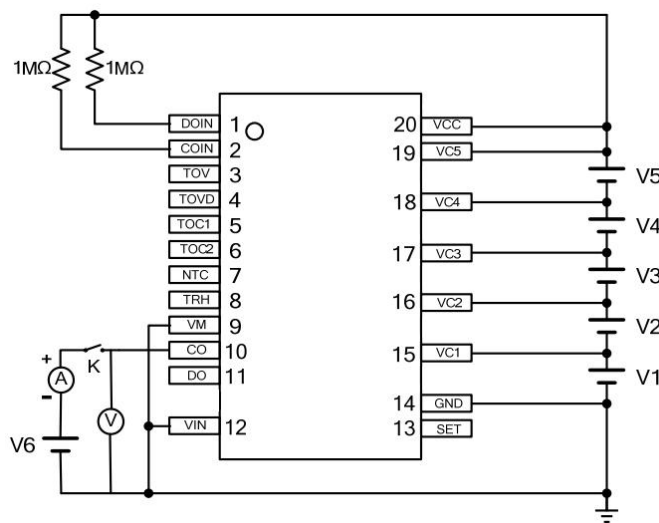 1MΩ 1MΩ
DOIN 1 20 VCC
COIN 2 19 VC5
TOV 3
TOVD 4 18 VC4
TOC1 5
TOC2 6 17 VC3
NTC 7
TRH 8 16 VC2
VM 9
CO 10 15 VC1
DO 11
VIN 12 14 GND
13 SET
V5
V4
V3
V2
V1
+
A
-
K
V
V6